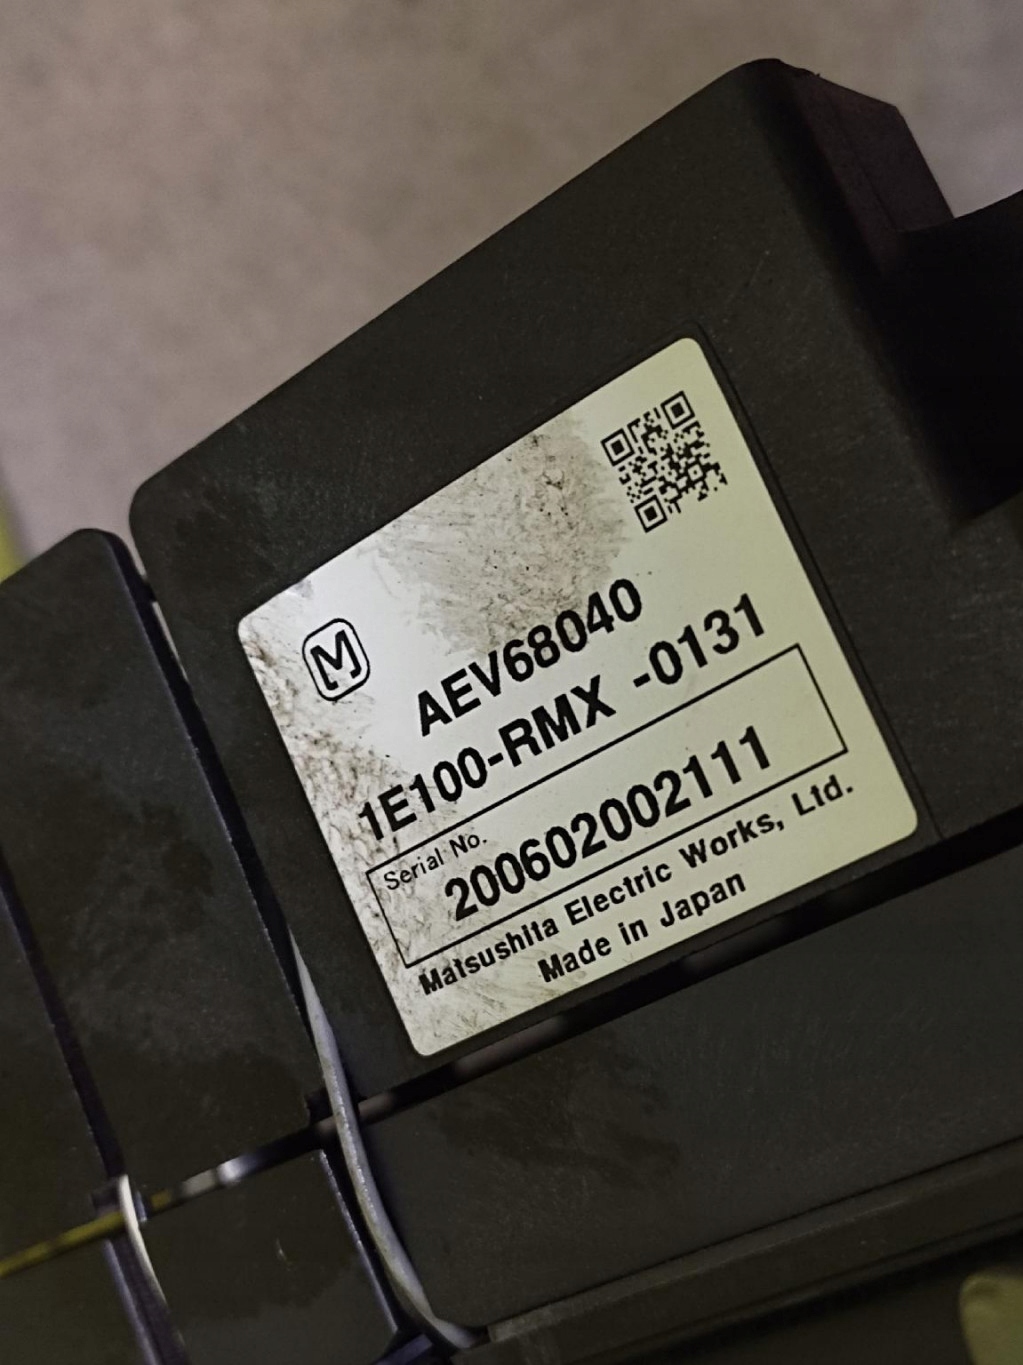 M
AEV68040
1E100-RMX -0131
Serial No.
200602002111
Matsushita Electric Works, Ltd.
Made in Japan